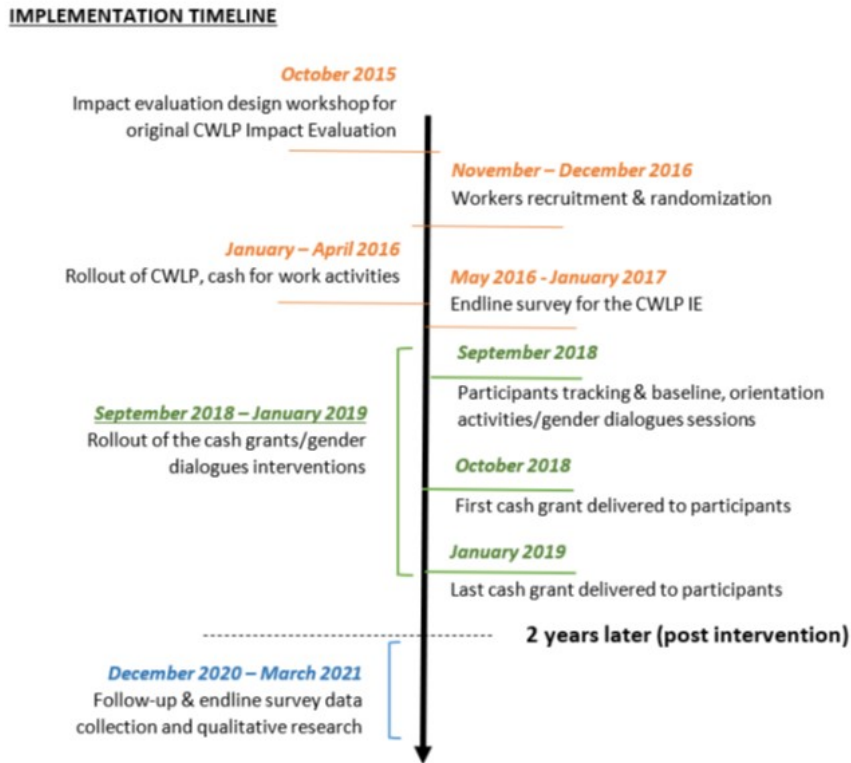 IMPLEMENTATION TIMELINE
October 2015
Impact evaluation design workshop for
original CWLP Impact Evaluation
November – December 2016
Workers recruitment & randomization
January – April 2016
Rollout of CWLP, cash for work activities
May 2016 - January 2017
Endline survey for the CWLP IE
September 2018
Participants tracking & baseline, orientation
activities/gender dialogues sessions
September 2018 – January 2019
Rollout of the cash grants/gender
dialogues interventions
October 2018
First cash grant delivered to participants
January 2019
Last cash grant delivered to participants
2 years later (post intervention)
December 2020 – March 2021
Follow-up & endline survey data
collection and qualitative research